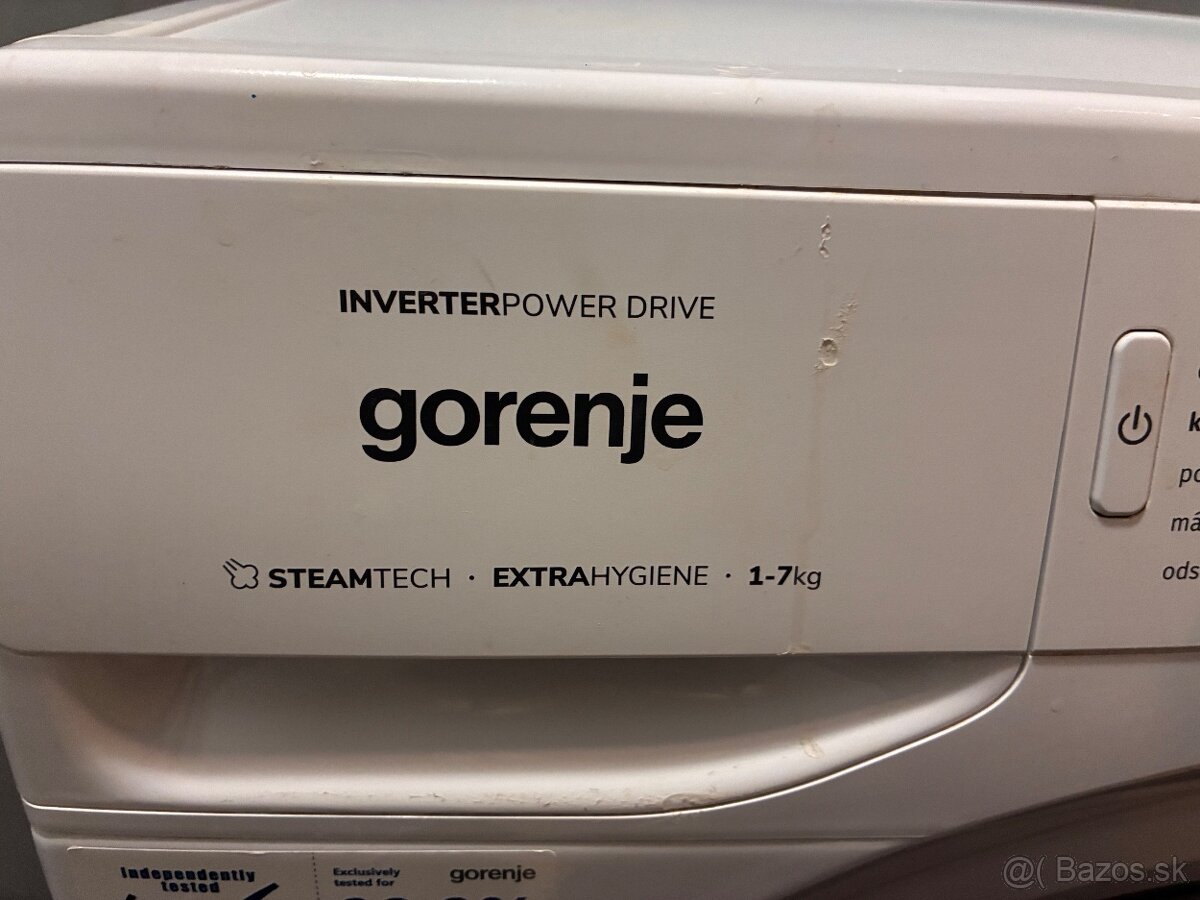 INVERTERPOWER DRIVE
gorenje
STEAMTECH · EXTRAHYGIENE · 1-7kg
Independently
tested
Exclusively
tested for
gorenje
@( Bazos.sk